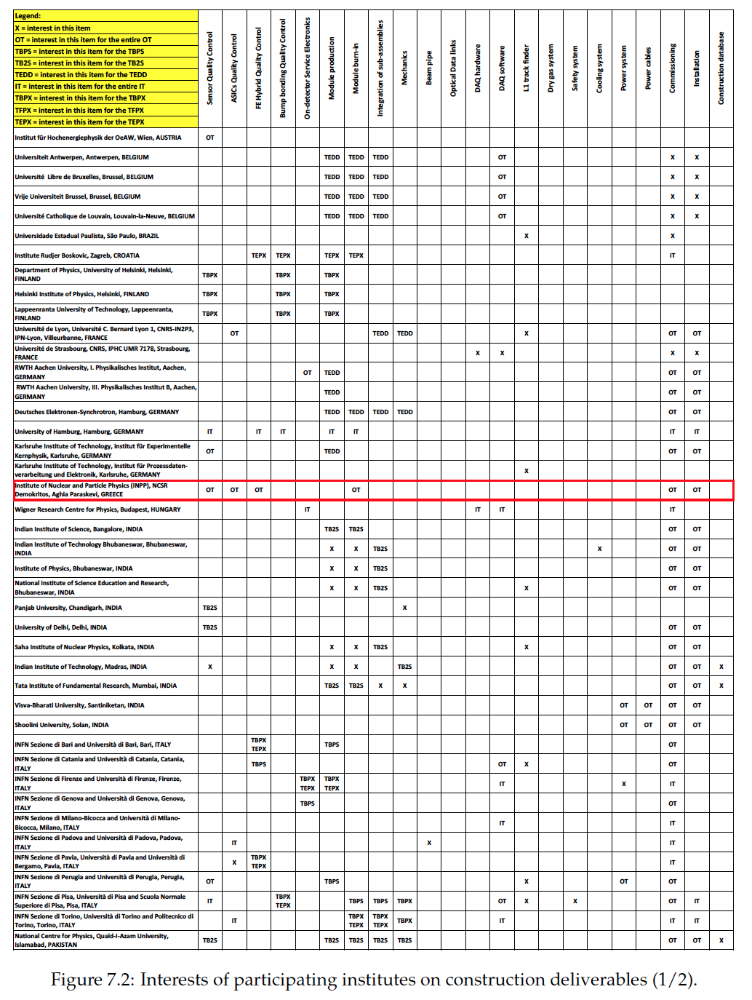 Legend:
X = interest in this item
OT = interest in this item for the entire OT
TBPS = interest in this item for the TBPS
TB2S = interest in this item for the TB2S
TEDD = interest in this item for the TEDD
IT = interest in this item for the entire IT
TBPX = interest in this item for the TBPX
TFPX = interest in this item for the TFPX
TEPX = interest in this item for the TEPX
Sensor Quality Control
ASICs Quality Control
FE Hybrid Quality Control
Bump bonding Quality Control
On-detector Service Electronics
Module production
Module burn-in
Integration of sub-assemblies
Mechanics
Beam pipe
Optical Data links
DAQ hardware
DAQ software
L1 track finder
Dry gas system
Safety system
Cooling system
Power system
Power cables
Commissioning
Installation
Construction database
Institut für Hochenergiephysik der OeAW, Wien, AUSTRIA OT
Universiteit Antwerpen, Antwerpen, BELGIUM TEDD TEDD TEDD OT X X
Université Libre de Bruxelles, Brussel, BELGIUM TEDD TEDD TEDD OT X X
Vrije Universiteit Brussel, Brussel, BELGIUM TEDD TEDD TEDD OT X X
Université Catholique de Louvain, Louvain-la-Neuve, BELGIUM TEDD TEDD TEDD OT X X
Universidade Estadual Paulista, São Paulo, BRAZIL X X
Institute Rudjer Boskovic, Zagreb, CROATIA TEPX TEPX TEPX TEPX IT
Department of Physics, University of Helsinki, Helsinki,
FINLAND TBPX TBPX TBPX
Helsinki Institute of Physics, Helsinki, FINLAND TBPX TBPX TBPX
Lappeenranta University of Technology, Lappeenranta,
FINLAND TBPX TBPX TBPX
Université de Lyon, Université C. Bernard Lyon 1, CNRS-IN2P3,
IPN-Lyon, Villeurbanne, FRANCE OT TEDD TEDD X OT OT
Université de Strasbourg, CNRS, IPHC UMR 7178, Strasbourg,
FRANCE X X X X
RWTH Aachen University, I. Physikalisches Institut, Aachen,
GERMANY OT TEDD OT OT
RWTH Aachen University, III. Physikalisches Institut B, Aachen,
GERMANY TEDD OT OT
Deutsches Elektronen-Synchrotron, Hamburg, GERMANY TEDD TEDD TEDD TEDD OT OT
University of Hamburg, Hamburg, GERMANY IT IT IT IT IT IT IT
Karlsruhe Institute of Technology, Institut für Experimentelle
Kernphysik, Karlsruhe, GERMANY OT TEDD OT OT
Karlsruhe Institute of Technology, Institut für Prozessdaten-
verarbeitung und Elektronik, Karlsruhe, GERMANY X
Institute of Nuclear and Particle Physics (INPP), NCSR
Demokritos, Aghia Paraskevi, GREECE OT OT OT OT OT OT
Wigner Research Centre for Physics, Budapest, HUNGARY IT IT IT IT
Indian Institute of Science, Bangalore, INDIA TB2S TB2S OT OT
Indian Institute of Technology Bhubaneswar, Bhubaneswar,
INDIA X X TB2S X OT OT
Institute of Physics, Bhubaneswar, INDIA X X TB2S OT OT
National Institute of Science Education and Research,
Bhubaneswar, INDIA X X TB2S X OT OT
Panjab University, Chandigarh, INDIA TB2S X
University of Delhi, Delhi, INDIA TB2S OT OT
Saha Institute of Nuclear Physics, Kolkata, INDIA X X TB2S X OT OT
Indian Institute of Technology, Madras, INDIA X X X TB2S OT OT X
Tata Institute of Fundamental Research, Mumbai, INDIA TB2S TB2S X X OT OT X
Visva-Bharati University, Santiniketan, INDIA OT OT OT OT
Shoolini University, Solan, INDIA OT OT OT OT
INFN Sezione di Bari and Università di Bari, Bari, ITALY TBPX TEPX TBPS OT
INFN Sezione di Catania and Università di Catania, Catania,
ITALY TBPS OT X OT
INFN Sezione di Firenze and Università di Firenze, Firenze,
ITALY TBPX TEPX TBPX TEPX IT X IT
INFN Sezione di Genova and Università di Genova, Genova,
ITALY TBPS OT
INFN Sezione di Milano-Bicocca and Università di Milano-
Bicocca, Milano, ITALY IT IT
INFN Sezione di Padova and Università di Padova, Padova,
ITALY IT X IT
INFN Sezione di Pavia, Università di Pavia and Università di
Bergamo, Pavia, ITALY X TBPX TEPX IT
INFN Sezione di Perugia and Università di Perugia, Perugia,
ITALY OT TBPS X OT OT
INFN Sezione di Pisa, Università di Pisa and Scuola Normale
Superiore di Pisa, Pisa, ITALY IT TBPX TEPX TBPS TBPS TBPX OT X X OT IT
INFN Sezione di Torino, Università di Torino and Politecnico di
Torino, Torino, ITALY IT TBPX TEPX TBPX TEPX TBPX IT IT IT
National Centre for Physics, Quaid-I-Azam University,
Islamabad, PAKISTAN TB2S TB2S TB2S TB2S TB2S OT OT X
Figure 7.2: Interests of participating institutes on construction deliverables (1/2).